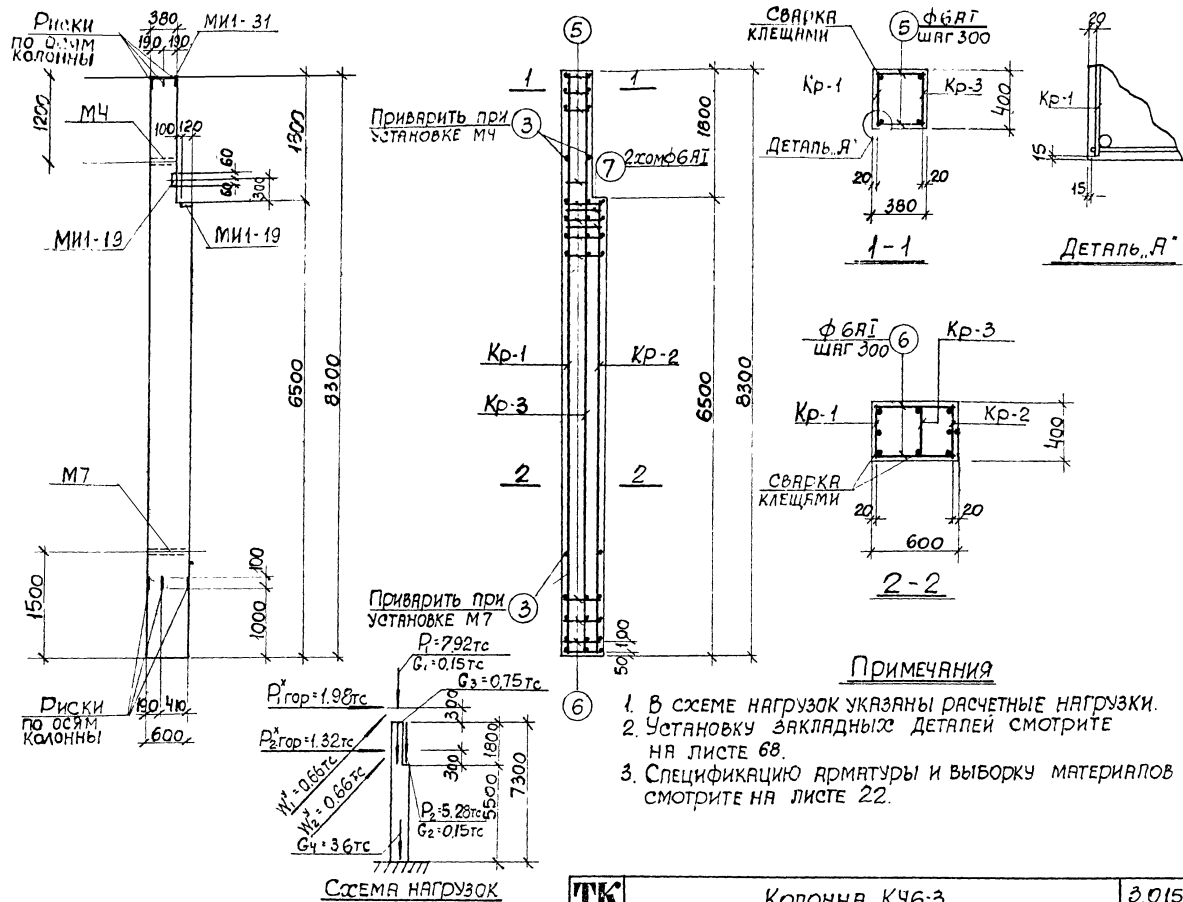 Риски
по осям
колонны
380
190 190
МИ1-31
1200
М4
100 120
60
60
300
МИ1-19
МИ1-19
6500
8300
М7
1500
100
1000
Риски
по осям
колонны
190 410
600
5
1 1
1800
Приварить при
установке М4
3
7
2хомф6АI
Кр-1
Кр-2
Кр-3
6500
8300
2 2
Приварить при
установке М7
3
100
50
6
Сварка
клещами
5
ф6АI
шаг 300
Кр-1
Кр-3
400
Деталь „А"
20 20
380
1-1
20
Кр-1
15
15
Деталь „А"
ф6АI
шаг 300
6
Кр-3
Кр-1
Кр-2
400
Сварка
клещами
20 20
600
2-2
P₁=7.92тс
G₁=0,15тс
G₃=0,75тс
P₁ˣгор=1.98тс
300
P₂ˣгор=1.32тс
300
1800
5500
7300
W₁ʸ=0.66тс
W₂ʸ=0.66тс
P₂=5.28тс
G₂=0,15тс
G₄=3.6тс
Схема нагрузок
Примечания
1. В схеме нагрузок указаны расчетные нагрузки.
2. Установку закладных деталей смотрите
на листе 68.
3. Спецификацию арматуры и выборку материалов
смотрите на листе 22.
ТК
Колонна КЧ6-3
3.015